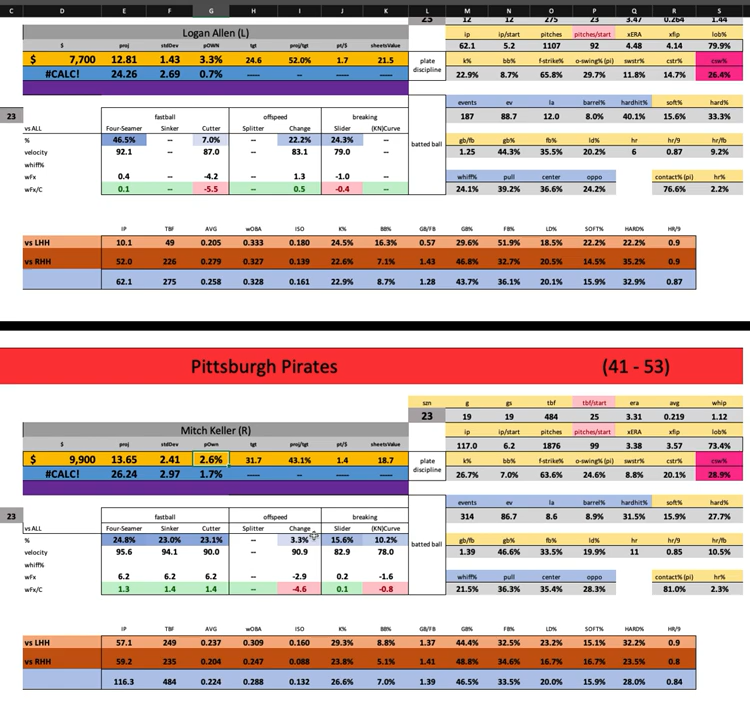 C D E F G H I J K L M N O P Q R S
23 12 12 275 23 3.47 0.264 1.44
Logan Allen (L) ip ip/start pitches pitches/start xERA xfip lob%
$ proj stdDev pOWN tgt proj/tgt pt/$ sheetsValue 62.1 5.2 1107 92 4.48 4.14 79.9%
$ 7,700 12.81 1.43 3.3% 24.6 52.0% 1.7 21.5 plate discipline k% bb% f-strike% o-swing% (pi) swstr% cstr% csw%
#CALC! 24.26 2.69 0.7% ---- -- ---- ---- 22.9% 8.7% 65.8% 29.7% 11.8% 14.7% 26.4%
events ev la barrel% hardhit% soft% hard%
23 fastball offspeed breaking 187 88.7 12.0 8.0% 40.1% 15.6% 33.3%
vs ALL Four-Seamer Sinker Cutter Splitter Change Slider (KN)Curve
% 46.5% -- 7.0% -- 22.2% 24.3% -- batted ball gb/fb gb% fb% ld% hr hr/9 hr/fb
velocity 92.1 -- 87.0 -- 83.1 79.0 -- 1.25 44.3% 35.5% 20.2% 6 0.87 9.2%
whiff%
wFx 0.4 -- -4.2 -- 1.3 -1.0 -- whiff% pull center oppo contact% (pi) hr%
wFx/C 0.1 -- -5.5 -- 0.5 -0.4 -- 24.1% 39.2% 36.6% 24.2% 76.6% 2.2%
IP TBF AVG wOBA ISO K% BB% GB/FB GB% FB% LD% SOFT% HARD% HR/9
vs LHH 10.1 49 0.205 0.333 0.180 24.5% 16.3% 0.57 29.6% 51.9% 18.5% 22.2% 22.2% 0.9
vs RHH 52.0 226 0.279 0.327 0.139 22.6% 7.1% 1.43 46.8% 32.7% 20.5% 14.5% 35.2% 0.9
62.1 275 0.258 0.328 0.161 22.9% 8.7% 1.28 43.7% 36.1% 20.1% 15.9% 32.9% 0.87
Pittsburgh Pirates (41 - 53)
szn g gs tbf tbf/start era avg whip
23 19 19 484 25 3.31 0.219 1.12
Mitch Keller (R) ip ip/start pitches pitches/start xERA xfip lob%
$ proj stdDev pOwn tgt proj/tgt pt/$ sheetsValue 117.0 6.2 1876 99 3.38 3.57 73.4%
$ 9,900 13.65 2.41 2.6% 31.7 43.1% 1.4 18.7 plate discipline k% bb% f-strike% o-swing% (pi) swstr% cstr% csw%
#CALC! 26.24 2.97 1.7% ---- -- ---- ---- 26.7% 7.0% 63.6% 24.6% 8.8% 20.1% 28.9%
events ev la barrel% hardhit% soft% hard%
23 fastball offspeed breaking 314 86.7 8.6 8.9% 31.5% 15.9% 27.7%
vs ALL Four-Seamer Sinker Cutter Splitter Change Slider (KN)Curve
% 24.8% 23.0% 23.1% -- 3.3% 15.6% 10.2% batted ball gb/fb gb% fb% ld% hr hr/9 hr/fb
velocity 95.6 94.1 90.0 -- 90.9 82.9 78.0 1.39 46.6% 33.5% 19.9% 11 0.85 10.5%
whiff%
wFx 6.2 6.2 6.2 -- -2.9 0.2 -1.6 whiff% pull center oppo contact% (pi) hr%
wFx/C 1.3 1.4 1.4 -- -4.6 0.1 -0.8 21.5% 36.3% 35.4% 28.3% 81.0% 2.3%
IP TBF AVG wOBA ISO K% BB% GB/FB GB% FB% LD% SOFT% HARD% HR/9
vs LHH 57.1 249 0.237 0.309 0.160 29.3% 8.8% 1.37 44.4% 32.5% 23.2% 15.1% 32.2% 0.9
vs RHH 59.2 235 0.204 0.247 0.088 23.8% 5.1% 1.41 48.8% 34.6% 16.7% 16.7% 23.5% 0.8
116.3 484 0.224 0.288 0.132 26.6% 7.0% 1.39 46.5% 33.5% 20.0% 15.9% 28.0% 0.84